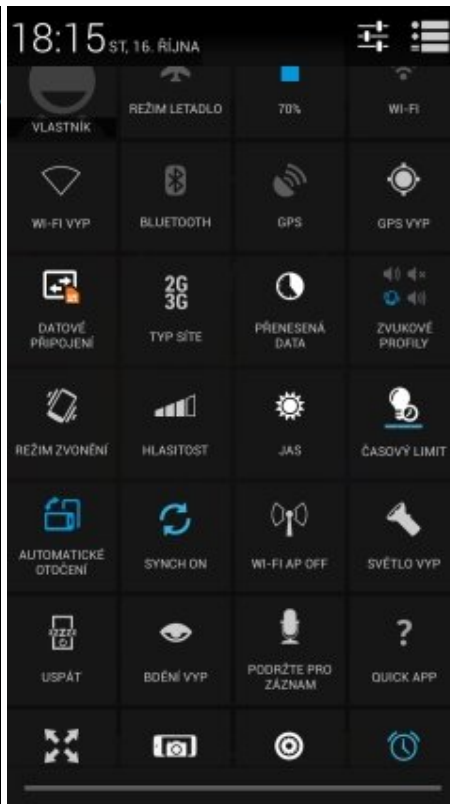 18:15 ST, 16. ŘÍJNA
VLASTNÍK
REŽIM LETADLO
70%
WI-FI
WI-FI VYP
BLUETOOTH
GPS
GPS VYP
DATOVÉ
PŘIPOJENÍ
2G
3G
TYP SÍTE
PŘENESENÁ
DATA
ZVUKOVÉ
PROFILY
REŽIM ZVONĚNÍ
HLASITOST
JAS
ČASOVÝ LIMIT
AUTOMATICKÉ
OTOČENÍ
SYNCH ON
WI-FI AP OFF
SVĚTLO VYP
ZZZZ
USPÁT
BDĚNÍ VYP
PODRŽTE PRO
ZÁZNAM
?
QUICK APP